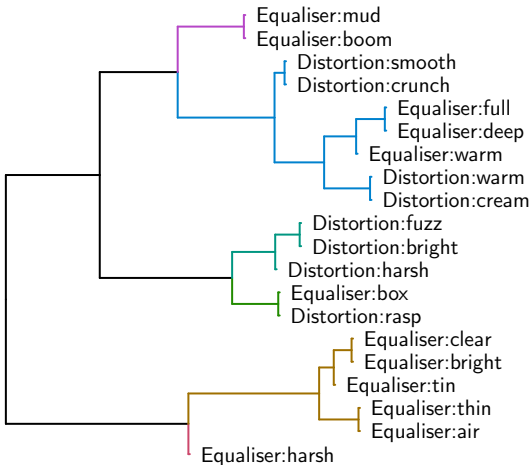 Equaliser:mud
Equaliser:boom
Distortion:smooth
Distortion:crunch
Equaliser:full
Equaliser:deep
Equaliser:warm
Distortion:warm
Distortion:cream
Distortion:fuzz
Distortion:bright
Distortion:harsh
Equaliser:box
Distortion:rasp
Equaliser:clear
Equaliser:bright
Equaliser:tin
Equaliser:thin
Equaliser:air
Equaliser:harsh